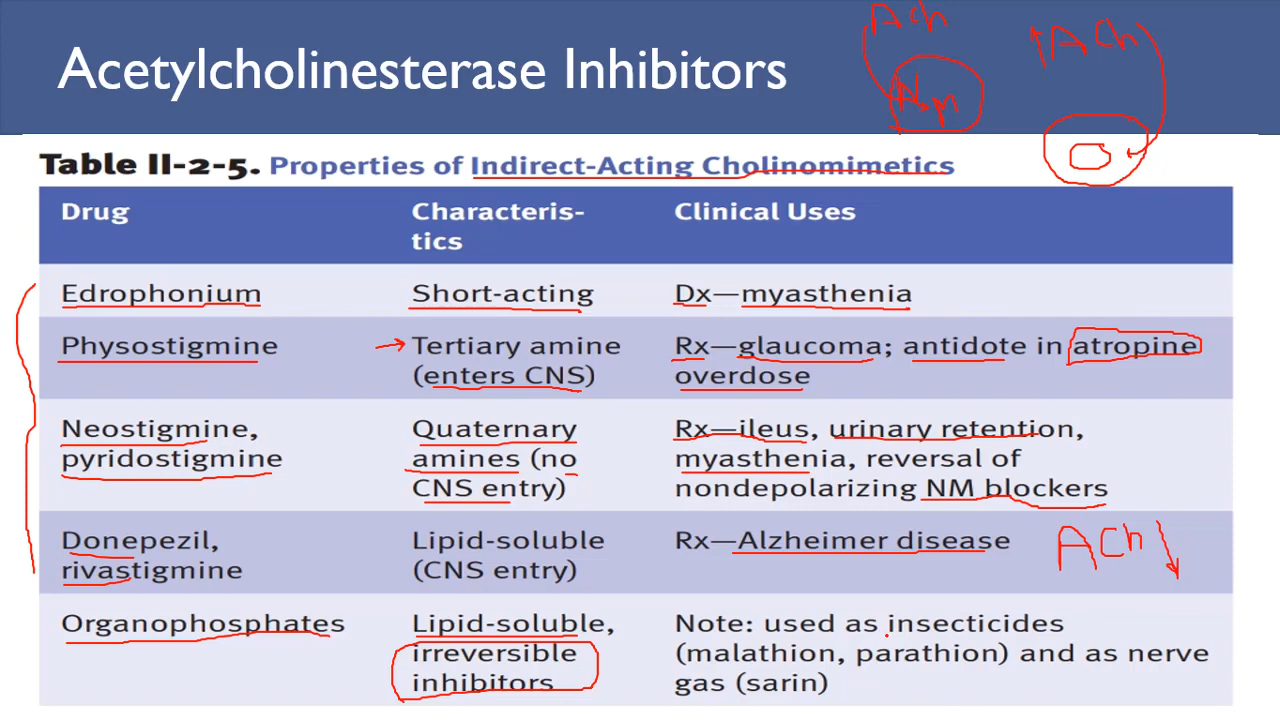 Acetylcholinesterase Inhibitors
ACh
Nm
↑ACh
Table II-2-5. Properties of Indirect-Acting Cholinomimetics
Drug
Characteris-
tics
Clinical Uses
Edrophonium
Short-acting
Dx—myasthenia
Physostigmine
Tertiary amine
(enters CNS)
Rx—glaucoma; antidote in atropine
overdose
Neostigmine,
pyridostigmine
Quaternary
amines (no
CNS entry)
Rx—ileus, urinary retention,
myasthenia, reversal of
nondepolarizing NM blockers
Donepezil,
rivastigmine
Lipid-soluble
(CNS entry)
Rx—Alzheimer disease
ACh↓
Organophosphates
Lipid-soluble,
irreversible
inhibitors
Note: used as insecticides
(malathion, parathion) and as nerve
gas (sarin)